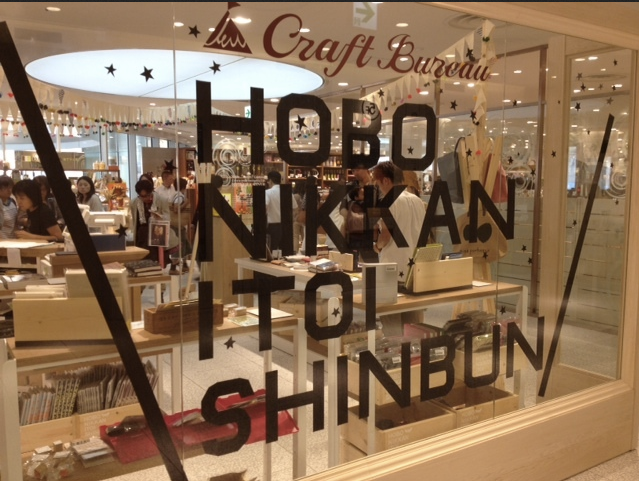 Craft Bureau
HOBO
NIKKAN
ITOI
SHINBUN